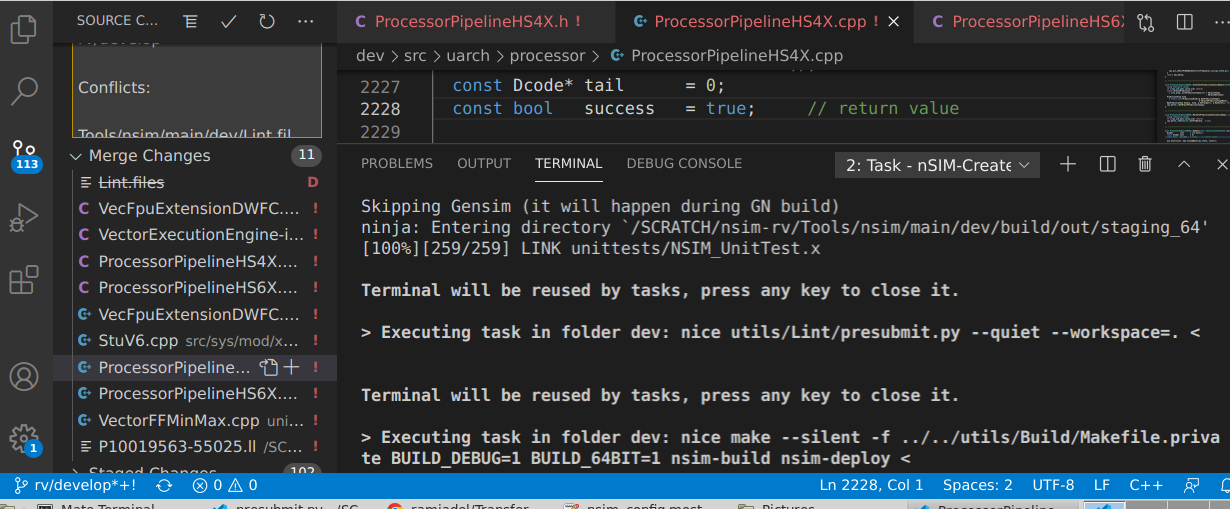 SOURCE C...
ProcessorPipelineHS4X.h !
ProcessorPipelineHS4X.cpp !
ProcessorPipelineHS6X
dev > src > uarch > processor > ProcessorPipelineHS4X.cpp
Conflicts:
Tools/nsim/main/dev/Lint.fil
113
Merge Changes 11
Lint.files D
VecFpuExtensionDWFC.... !
VectorExecutionEngine-i... !
ProcessorPipelineHS4X.... !
ProcessorPipelineHS6X.... !
VecFpuExtensionDWFC.... !
StuV6.cpp src/sys/mod/x... !
ProcessorPipeline... !
ProcessorPipelineHS6X.... !
VectorFFMinMax.cpp uni... !
P10019563-55025.ll /SC... !
Staged Changes 102
1
2227 const Dcode* tail = 0;
2228 const bool success = true; // return value
2229
PROBLEMS OUTPUT TERMINAL DEBUG CONSOLE 2: Task - nSIM-Create
Skipping Gensim (it will happen during GN build)
ninja: Entering directory `/SCRATCH/nsim-rv/Tools/nsim/main/dev/build/out/staging_64'
[100%][259/259] LINK unittests/NSIM_UnitTest.x
Terminal will be reused by tasks, press any key to close it.
> Executing task in folder dev: nice utils/Lint/presubmit.py --quiet --workspace=. <
Terminal will be reused by tasks, press any key to close it.
> Executing task in folder dev: nice make --silent -f ../../utils/Build/Makefile.priva
te BUILD_DEBUG=1 BUILD_64BIT=1 nsim-build nsim-deploy <
rv/develop*+! 0 0 Ln 2228, Col 1 Spaces: 2 UTF-8 LF C++